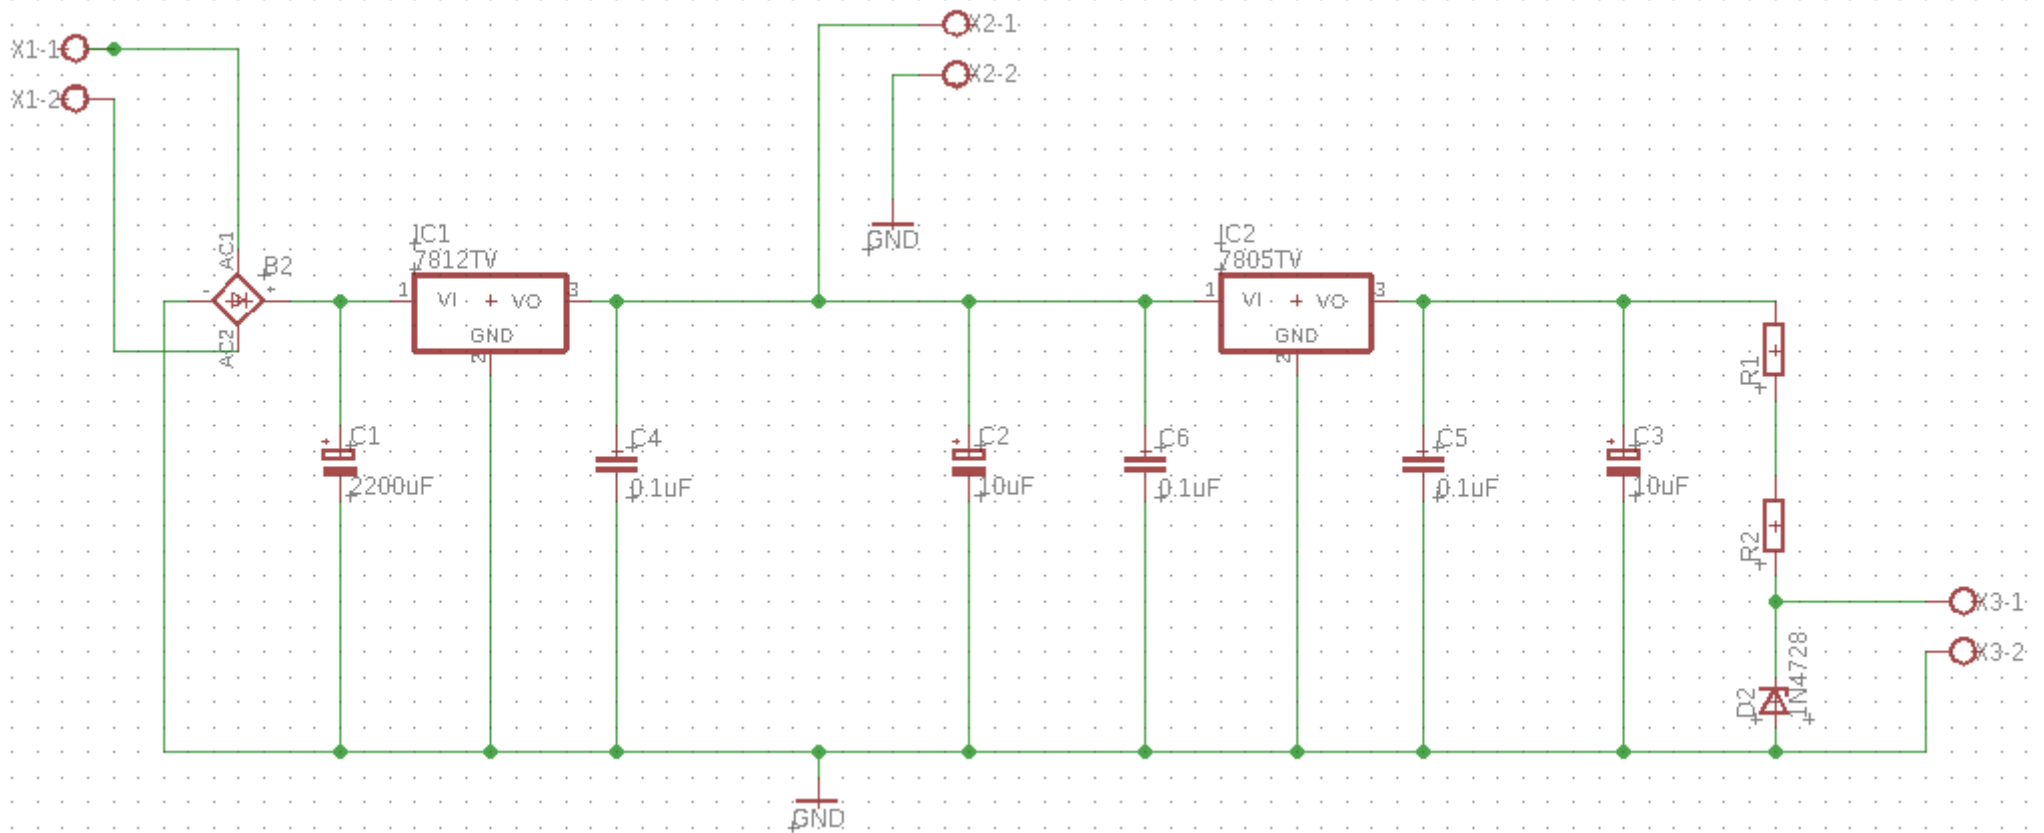 X1-1
X1-2
X2-1
X2-2
GND
AC1
B2
-
+
AC2
IC1
7812TV
1
VI
VO
3
GND
2
IC2
7805TV
1
VI
VO
3
GND
2
C1
2200uF
C4
0.1uF
C2
10uF
C6
0.1uF
C5
0.1uF
C3
10uF
R1
R2
X3-1
X3-2
D2
1N4728
GND